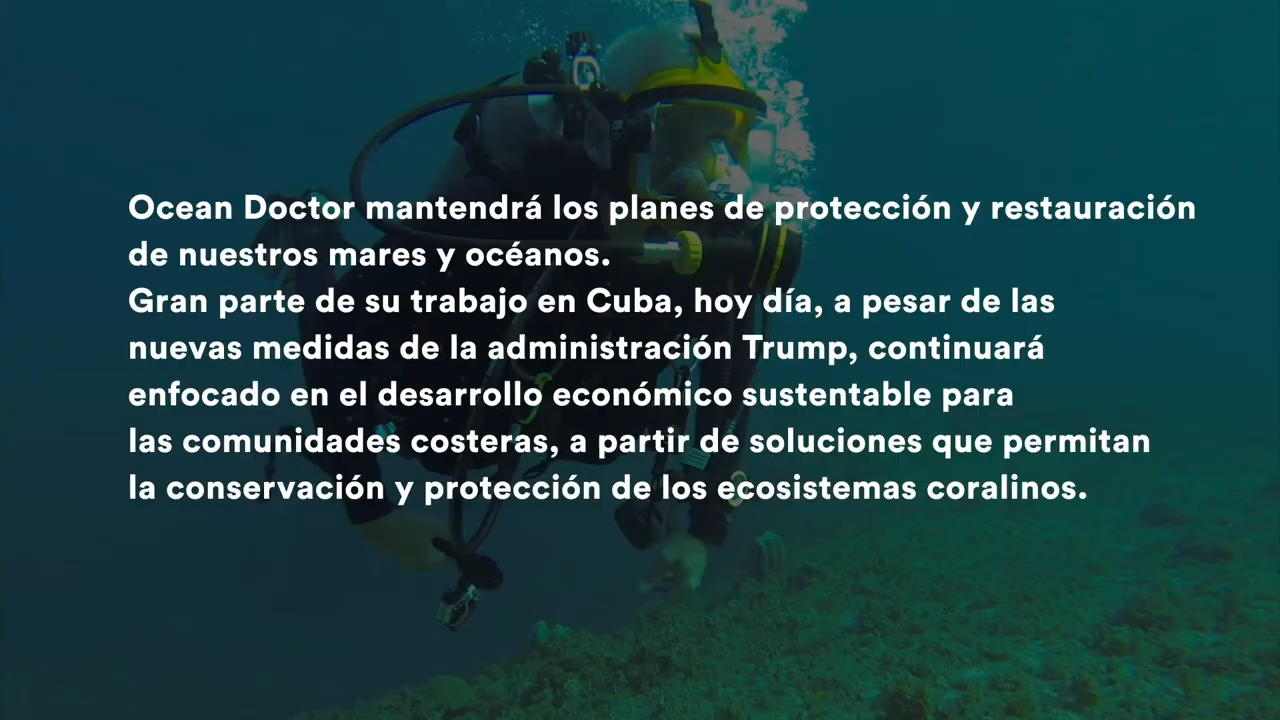 Ocean Doctor mantendrá los planes de protección y restauración
de nuestros mares y océanos.
Gran parte de su trabajo en Cuba, hoy día, a pesar de las
nuevas medidas de la administración Trump, continuará
enfocado en el desarrollo económico sustentable para
las comunidades costeras, a partir de soluciones que permitan
la conservación y protección de los ecosistemas coralinos.